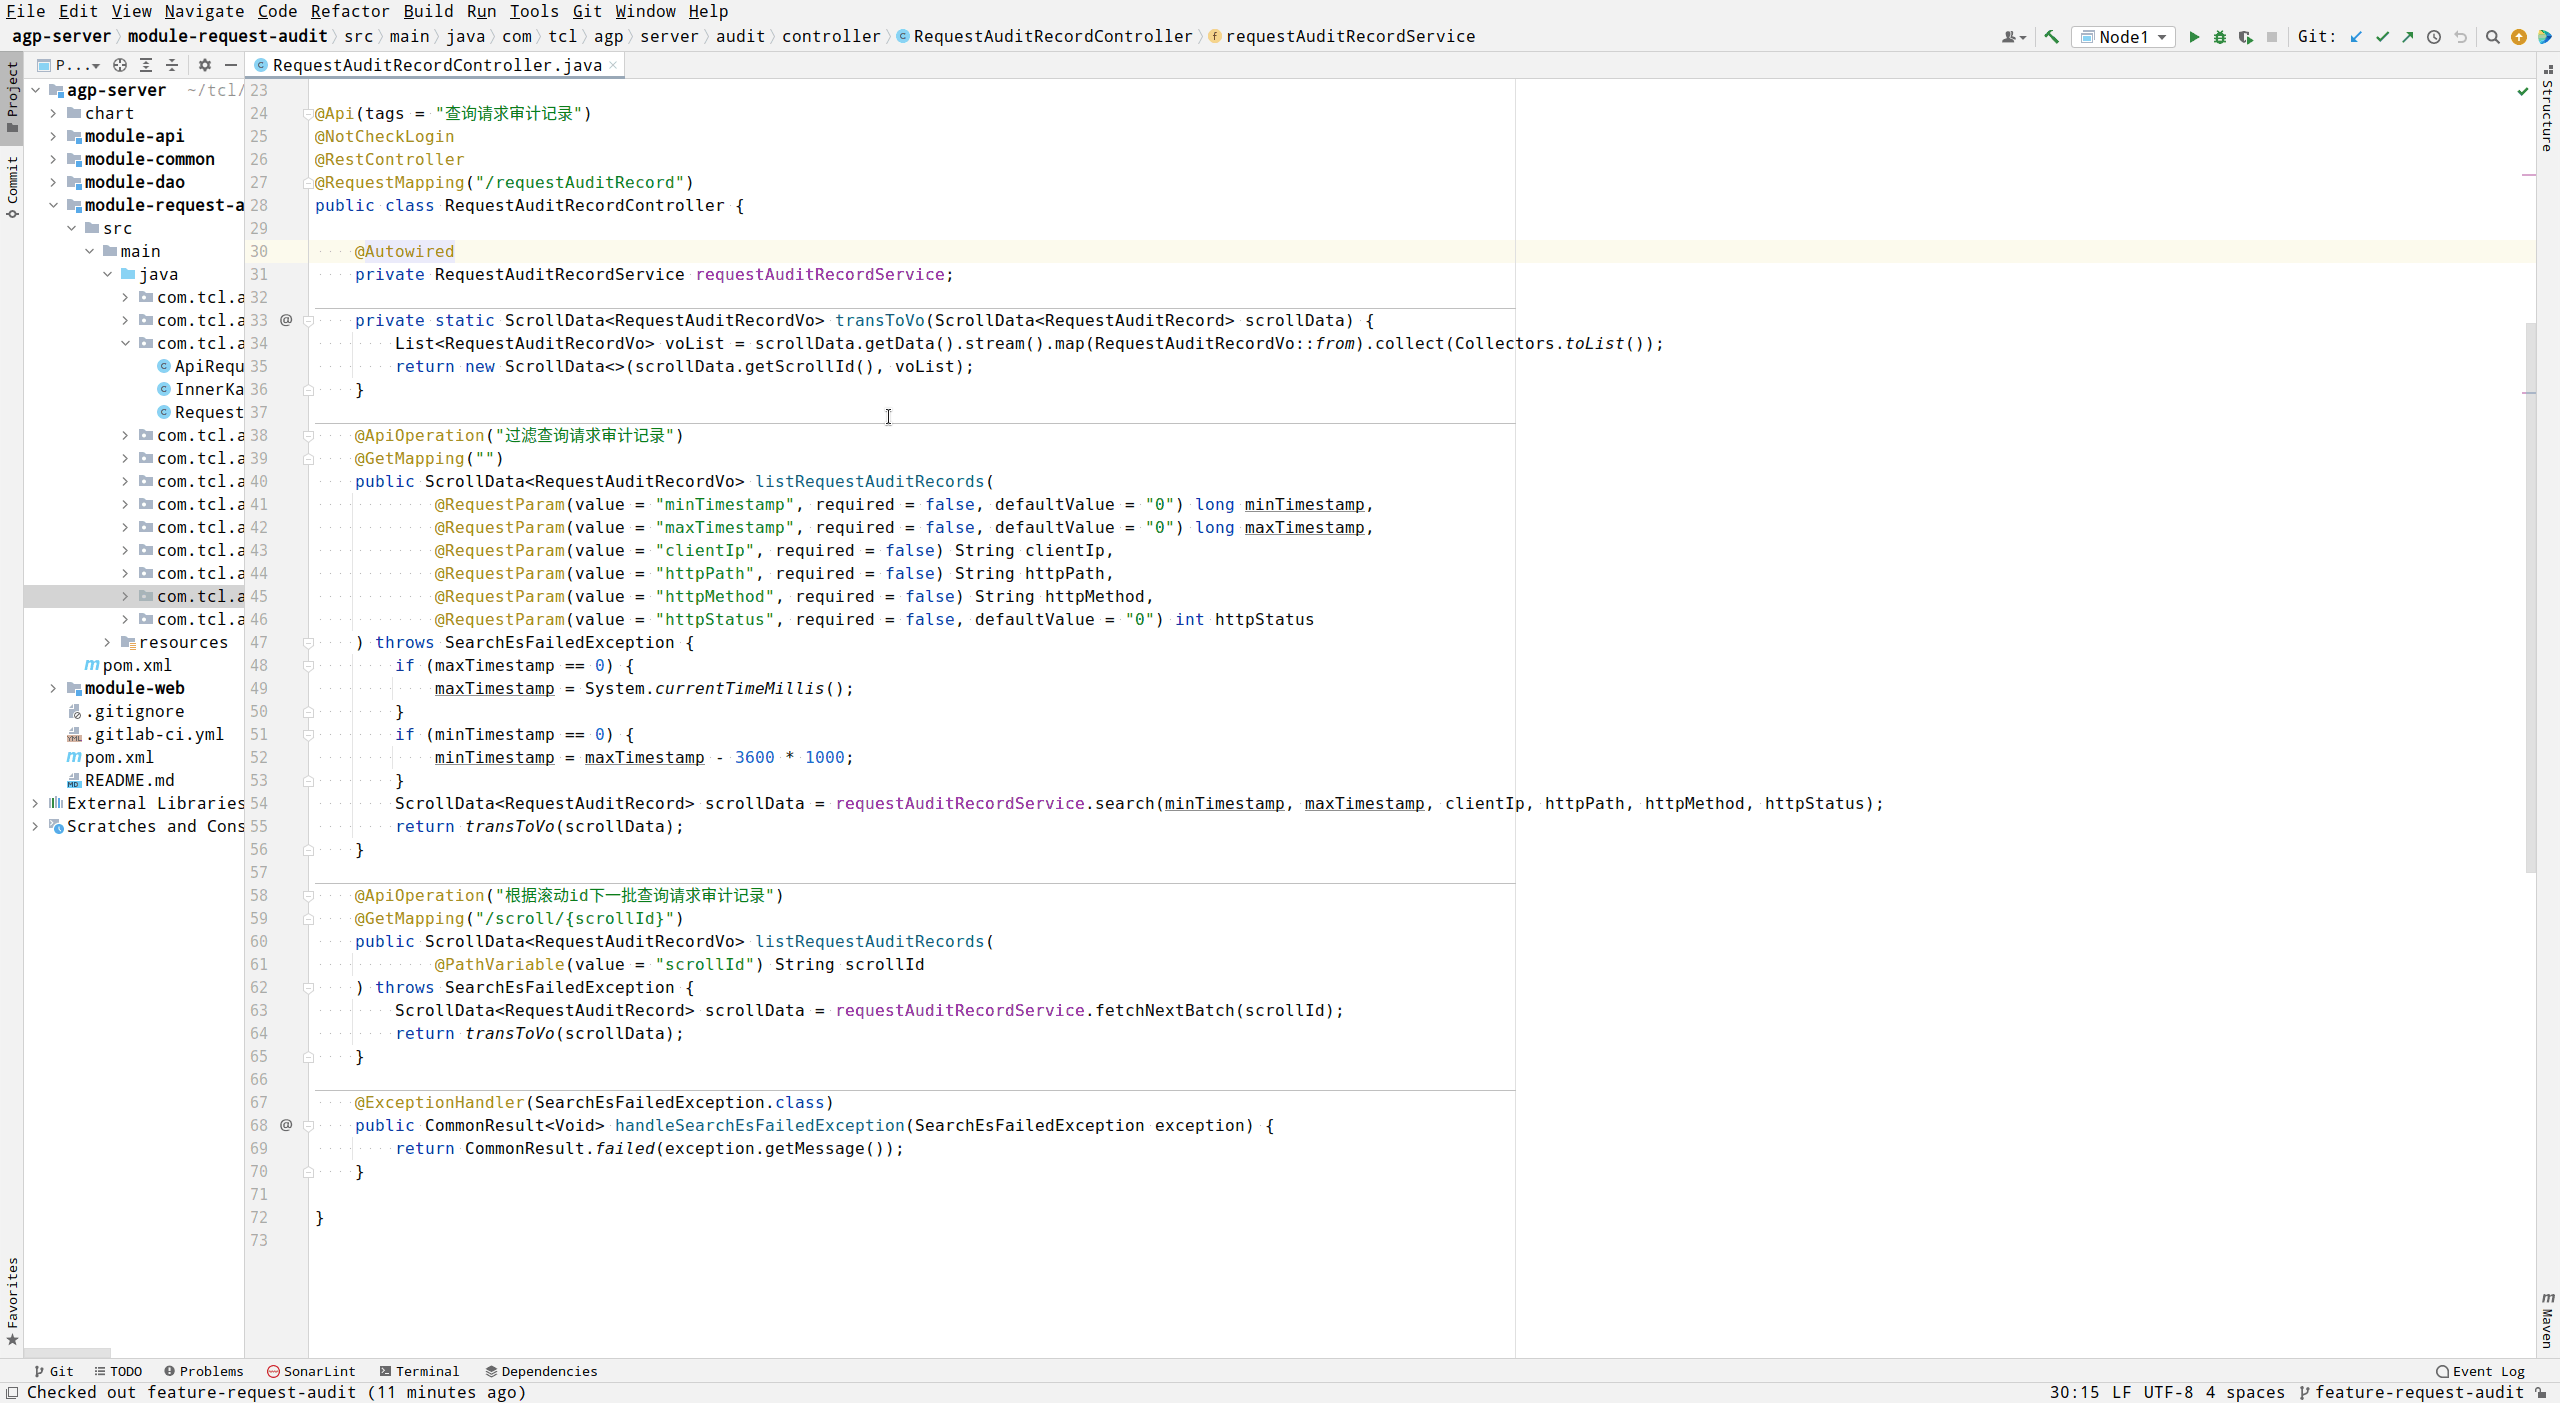 File Edit View Navigate Code Refactor Build Run Tools Git Window Help
agp-server module-request-audit src main java com tcl agp server audit controller RequestAuditRecordController requestAuditRecordService Node1 Git:
P... RequestAuditRecordController.java
Project
Commit
Favorites
Structure
Maven
agp-server ~/tcl/
chart
module-api
module-common
module-dao
module-request-a
src
main
java
com.tcl.a
com.tcl.a
com.tcl.a
ApiRequ
InnerKa
Request
com.tcl.a
com.tcl.a
com.tcl.a
com.tcl.a
com.tcl.a
com.tcl.a
com.tcl.a
com.tcl.a
com.tcl.a
resources
pom.xml
module-web
.gitignore
.gitlab-ci.yml
pom.xml
README.md
External Libraries
Scratches and Cons
23
24 @Api(tags = "查询请求审计记录")
25 @NotCheckLogin
26 @RestController
27 @RequestMapping("/requestAuditRecord")
28 public class RequestAuditRecordController {
29
30 @Autowired
31 private RequestAuditRecordService requestAuditRecordService;
32
33 @ private static ScrollData<RequestAuditRecordVo> transToVo(ScrollData<RequestAuditRecord> scrollData) {
34 List<RequestAuditRecordVo> voList = scrollData.getData().stream().map(RequestAuditRecordVo::from).collect(Collectors.toList());
35 return new ScrollData<>(scrollData.getScrollId(), voList);
36 }
37
38 @ApiOperation("过滤查询请求审计记录")
39 @GetMapping("")
40 public ScrollData<RequestAuditRecordVo> listRequestAuditRecords(
41 @RequestParam(value = "minTimestamp", required = false, defaultValue = "0") long minTimestamp,
42 @RequestParam(value = "maxTimestamp", required = false, defaultValue = "0") long maxTimestamp,
43 @RequestParam(value = "clientIp", required = false) String clientIp,
44 @RequestParam(value = "httpPath", required = false) String httpPath,
45 @RequestParam(value = "httpMethod", required = false) String httpMethod,
46 @RequestParam(value = "httpStatus", required = false, defaultValue = "0") int httpStatus
47 ) throws SearchEsFailedException {
48 if (maxTimestamp == 0) {
49 maxTimestamp = System.currentTimeMillis();
50 }
51 if (minTimestamp == 0) {
52 minTimestamp = maxTimestamp - 3600 * 1000;
53 }
54 ScrollData<RequestAuditRecord> scrollData = requestAuditRecordService.search(minTimestamp, maxTimestamp, clientIp, httpPath, httpMethod, httpStatus);
55 return transToVo(scrollData);
56 }
57
58 @ApiOperation("根据滚动id下一批查询请求审计记录")
59 @GetMapping("/scroll/{scrollId}")
60 public ScrollData<RequestAuditRecordVo> listRequestAuditRecords(
61 @PathVariable(value = "scrollId") String scrollId
62 ) throws SearchEsFailedException {
63 ScrollData<RequestAuditRecord> scrollData = requestAuditRecordService.fetchNextBatch(scrollId);
64 return transToVo(scrollData);
65 }
66
67 @ExceptionHandler(SearchEsFailedException.class)
68 @ public CommonResult<Void> handleSearchEsFailedException(SearchEsFailedException exception) {
69 return CommonResult.failed(exception.getMessage());
70 }
71
72 }
73
Git TODO Problems SonarLint Terminal Dependencies Event Log
Checked out feature-request-audit (11 minutes ago) 30:15 LF UTF-8 4 spaces feature-request-audit